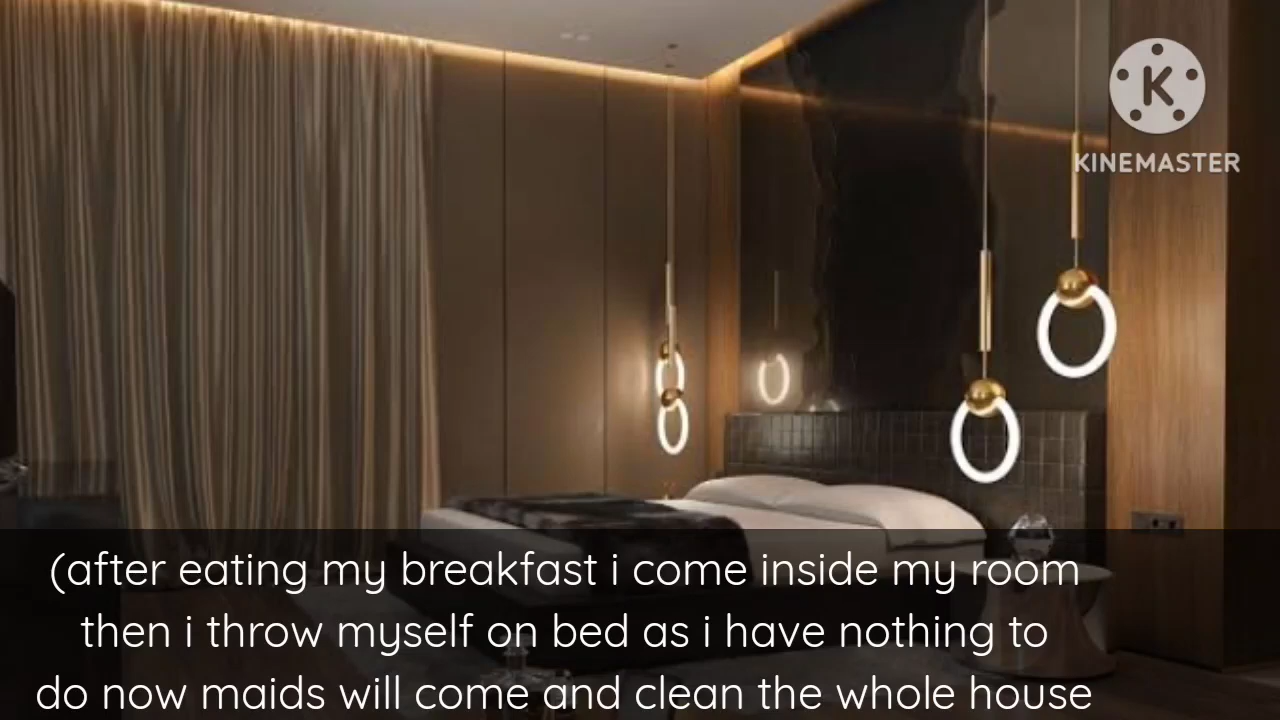 KINEMASTER
(after eating my breakfast i come inside my room
then i throw myself on bed as i have nothing to
do now maids will come and clean the whole house